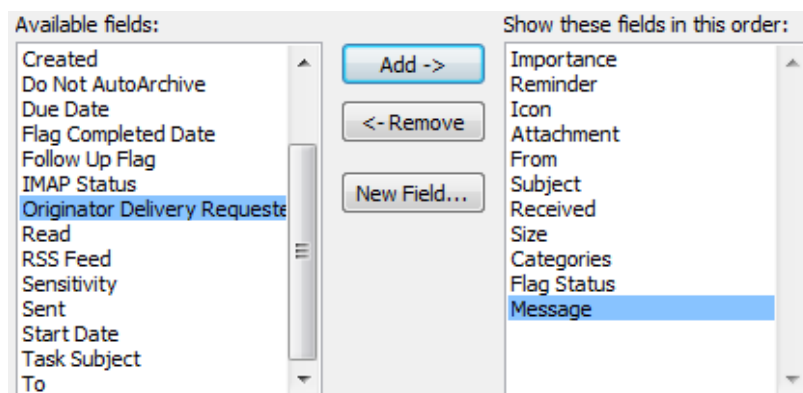 Available fields:
Created
Do Not AutoArchive
Due Date
Flag Completed Date
Follow Up Flag
IMAP Status
Originator Delivery Requeste
Read
RSS Feed
Sensitivity
Sent
Start Date
Task Subject
To
Add ->
<- Remove
New Field...
Show these fields in this order:
Importance
Reminder
Icon
Attachment
From
Subject
Received
Size
Categories
Flag Status
Message